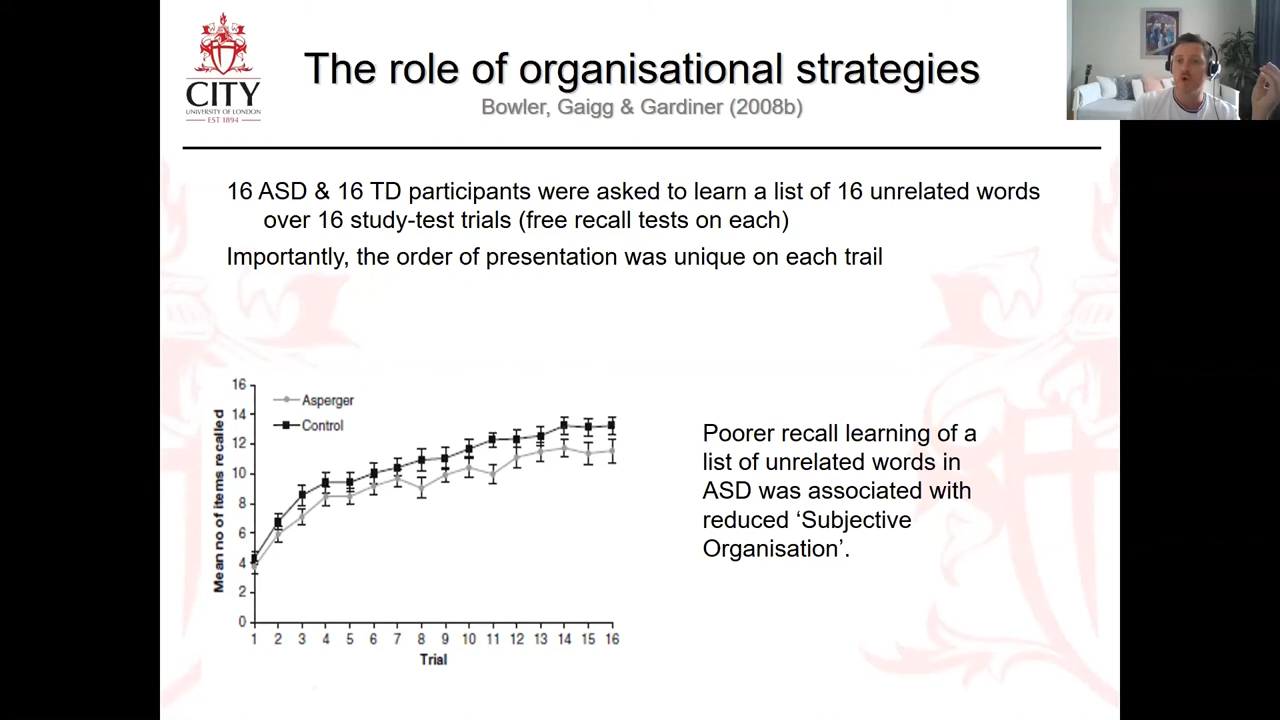 CITY
UNIVERSITY OF LONDON
EST 1894
The role of organisational strategies
Bowler, Gaigg & Gardiner (2008b)
16 ASD & 16 TD participants were asked to learn a list of 16 unrelated words
over 16 study-test trials (free recall tests on each)
Importantly, the order of presentation was unique on each trail
Mean no of items recalled
16
14
12
10
8
6
4
2
0
Asperger
Control
1 2 3 4 5 6 7 8 9 10 11 12 13 14 15 16
Trial
Poorer recall learning of a
list of unrelated words in
ASD was associated with
reduced ‘Subjective
Organisation’.